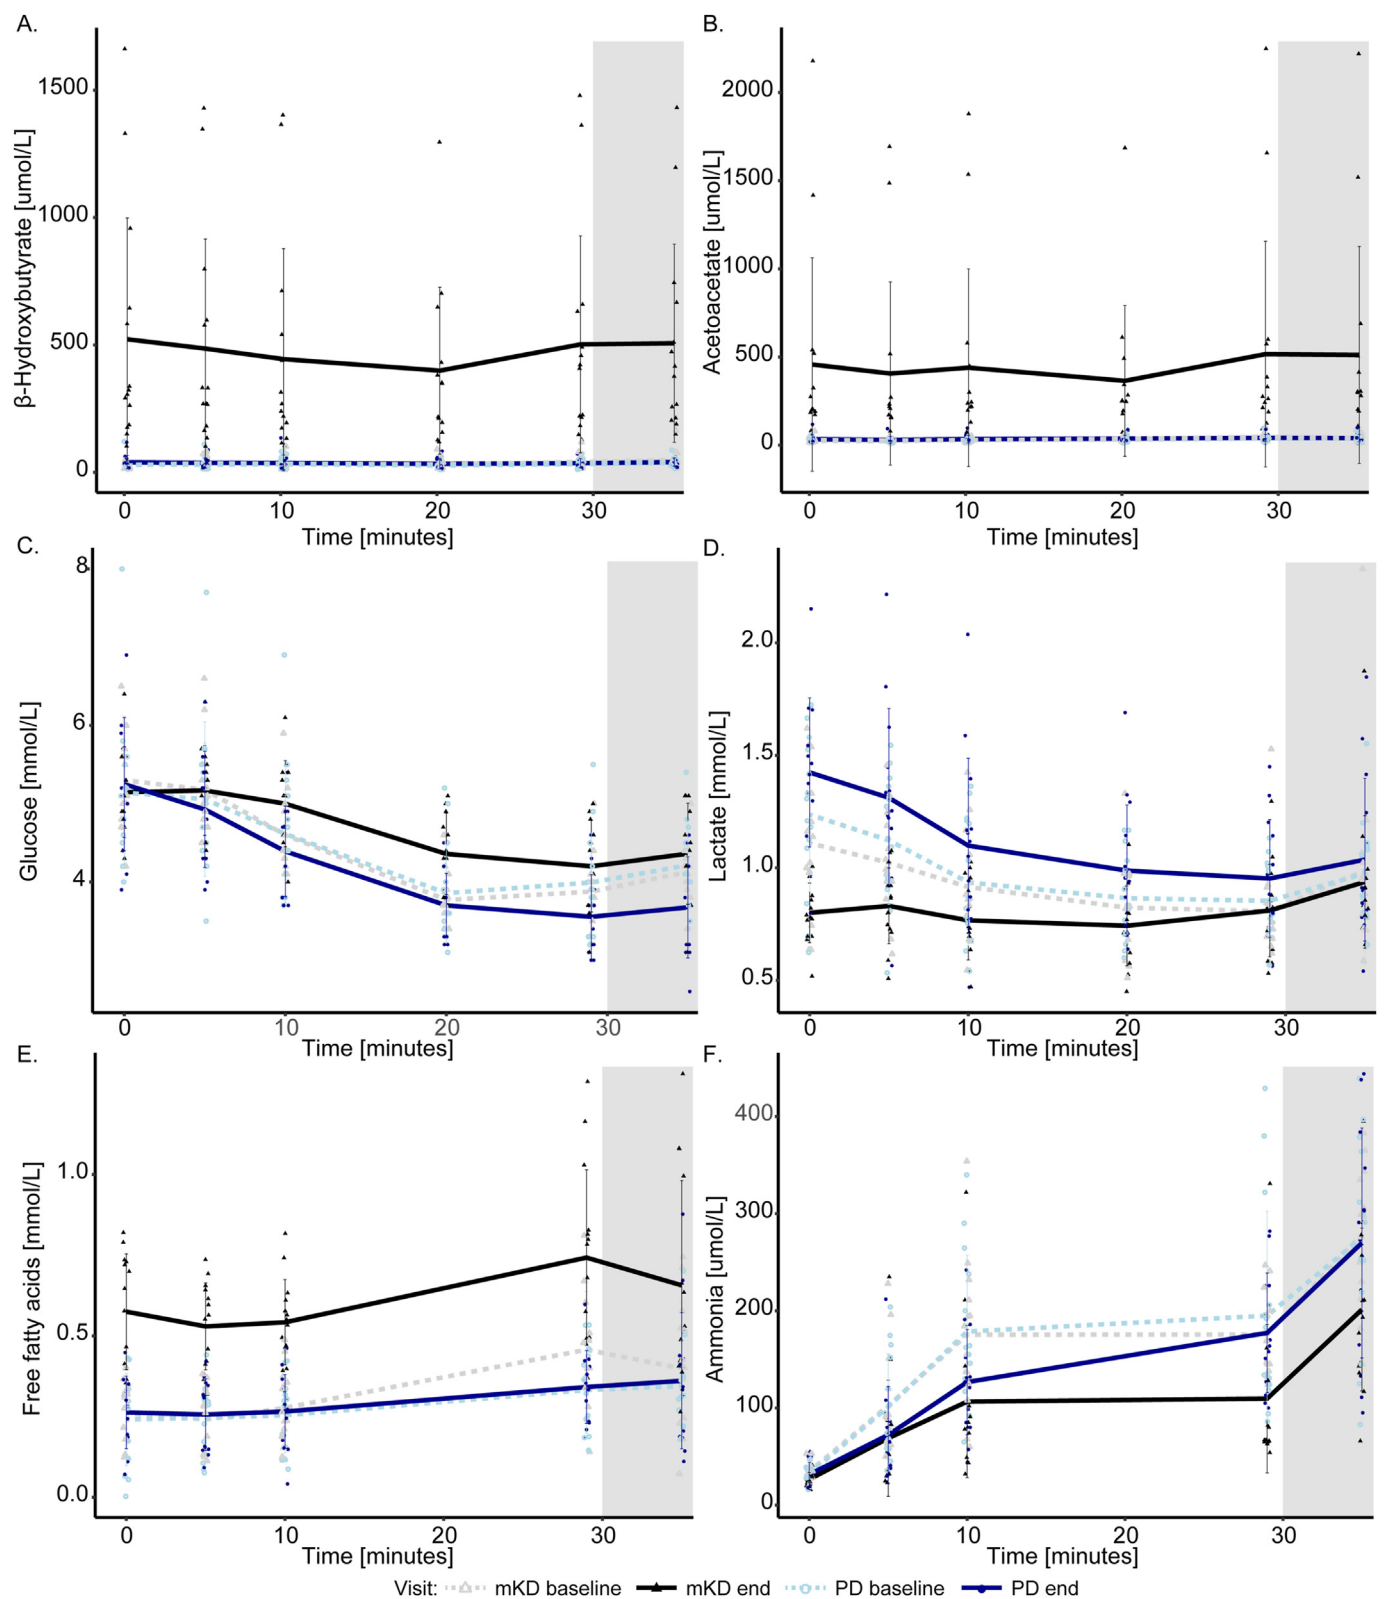 A.
β-Hydroxybutyrate [umol/L]
1500
1000
500
0
0 10 20 30
Time [minutes]
B.
Acetoacetate [umol/L]
2000
1500
1000
500
0
0 10 20 30
Time [minutes]
C.
Glucose [mmol/L]
8
6
4
0 10 20 30
Time [minutes]
D.
Lactate [mmol/L]
2.0
1.5
1.0
0.5
0 10 20 30
Time [minutes]
E.
Free fatty acids [mmol/L]
1.0
0.5
0.0
0 10 20 30
Time [minutes]
F.
Ammonia [umol/L]
400
300
200
100
0
0 10 20 30
Time [minutes]
Visit: mKD baseline mKD end PD baseline PD end